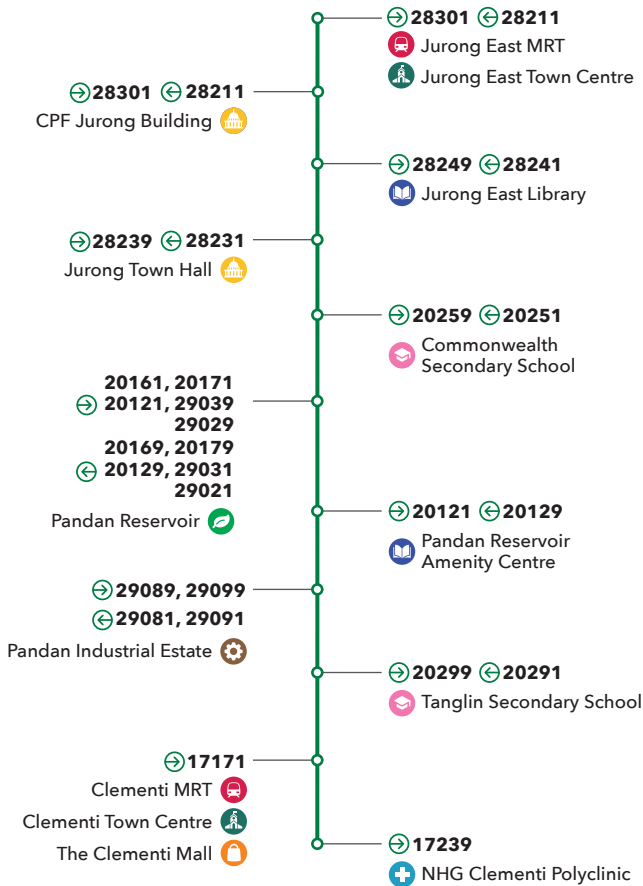 28301 28211
Jurong East MRT
Jurong East Town Centre
28301 28211
CPF Jurong Building
28249 28241
Jurong East Library
28239 28231
Jurong Town Hall
20259 20251
Commonwealth
Secondary School
20161, 20171
20121, 29039
29029
20169, 20179
20129, 29031
29021
Pandan Reservoir
20121 20129
Pandan Reservoir
Amenity Centre
29089, 29099
29081, 29091
Pandan Industrial Estate
20299 20291
Tanglin Secondary School
17171
Clementi MRT
Clementi Town Centre
The Clementi Mall
17239
NHG Clementi Polyclinic